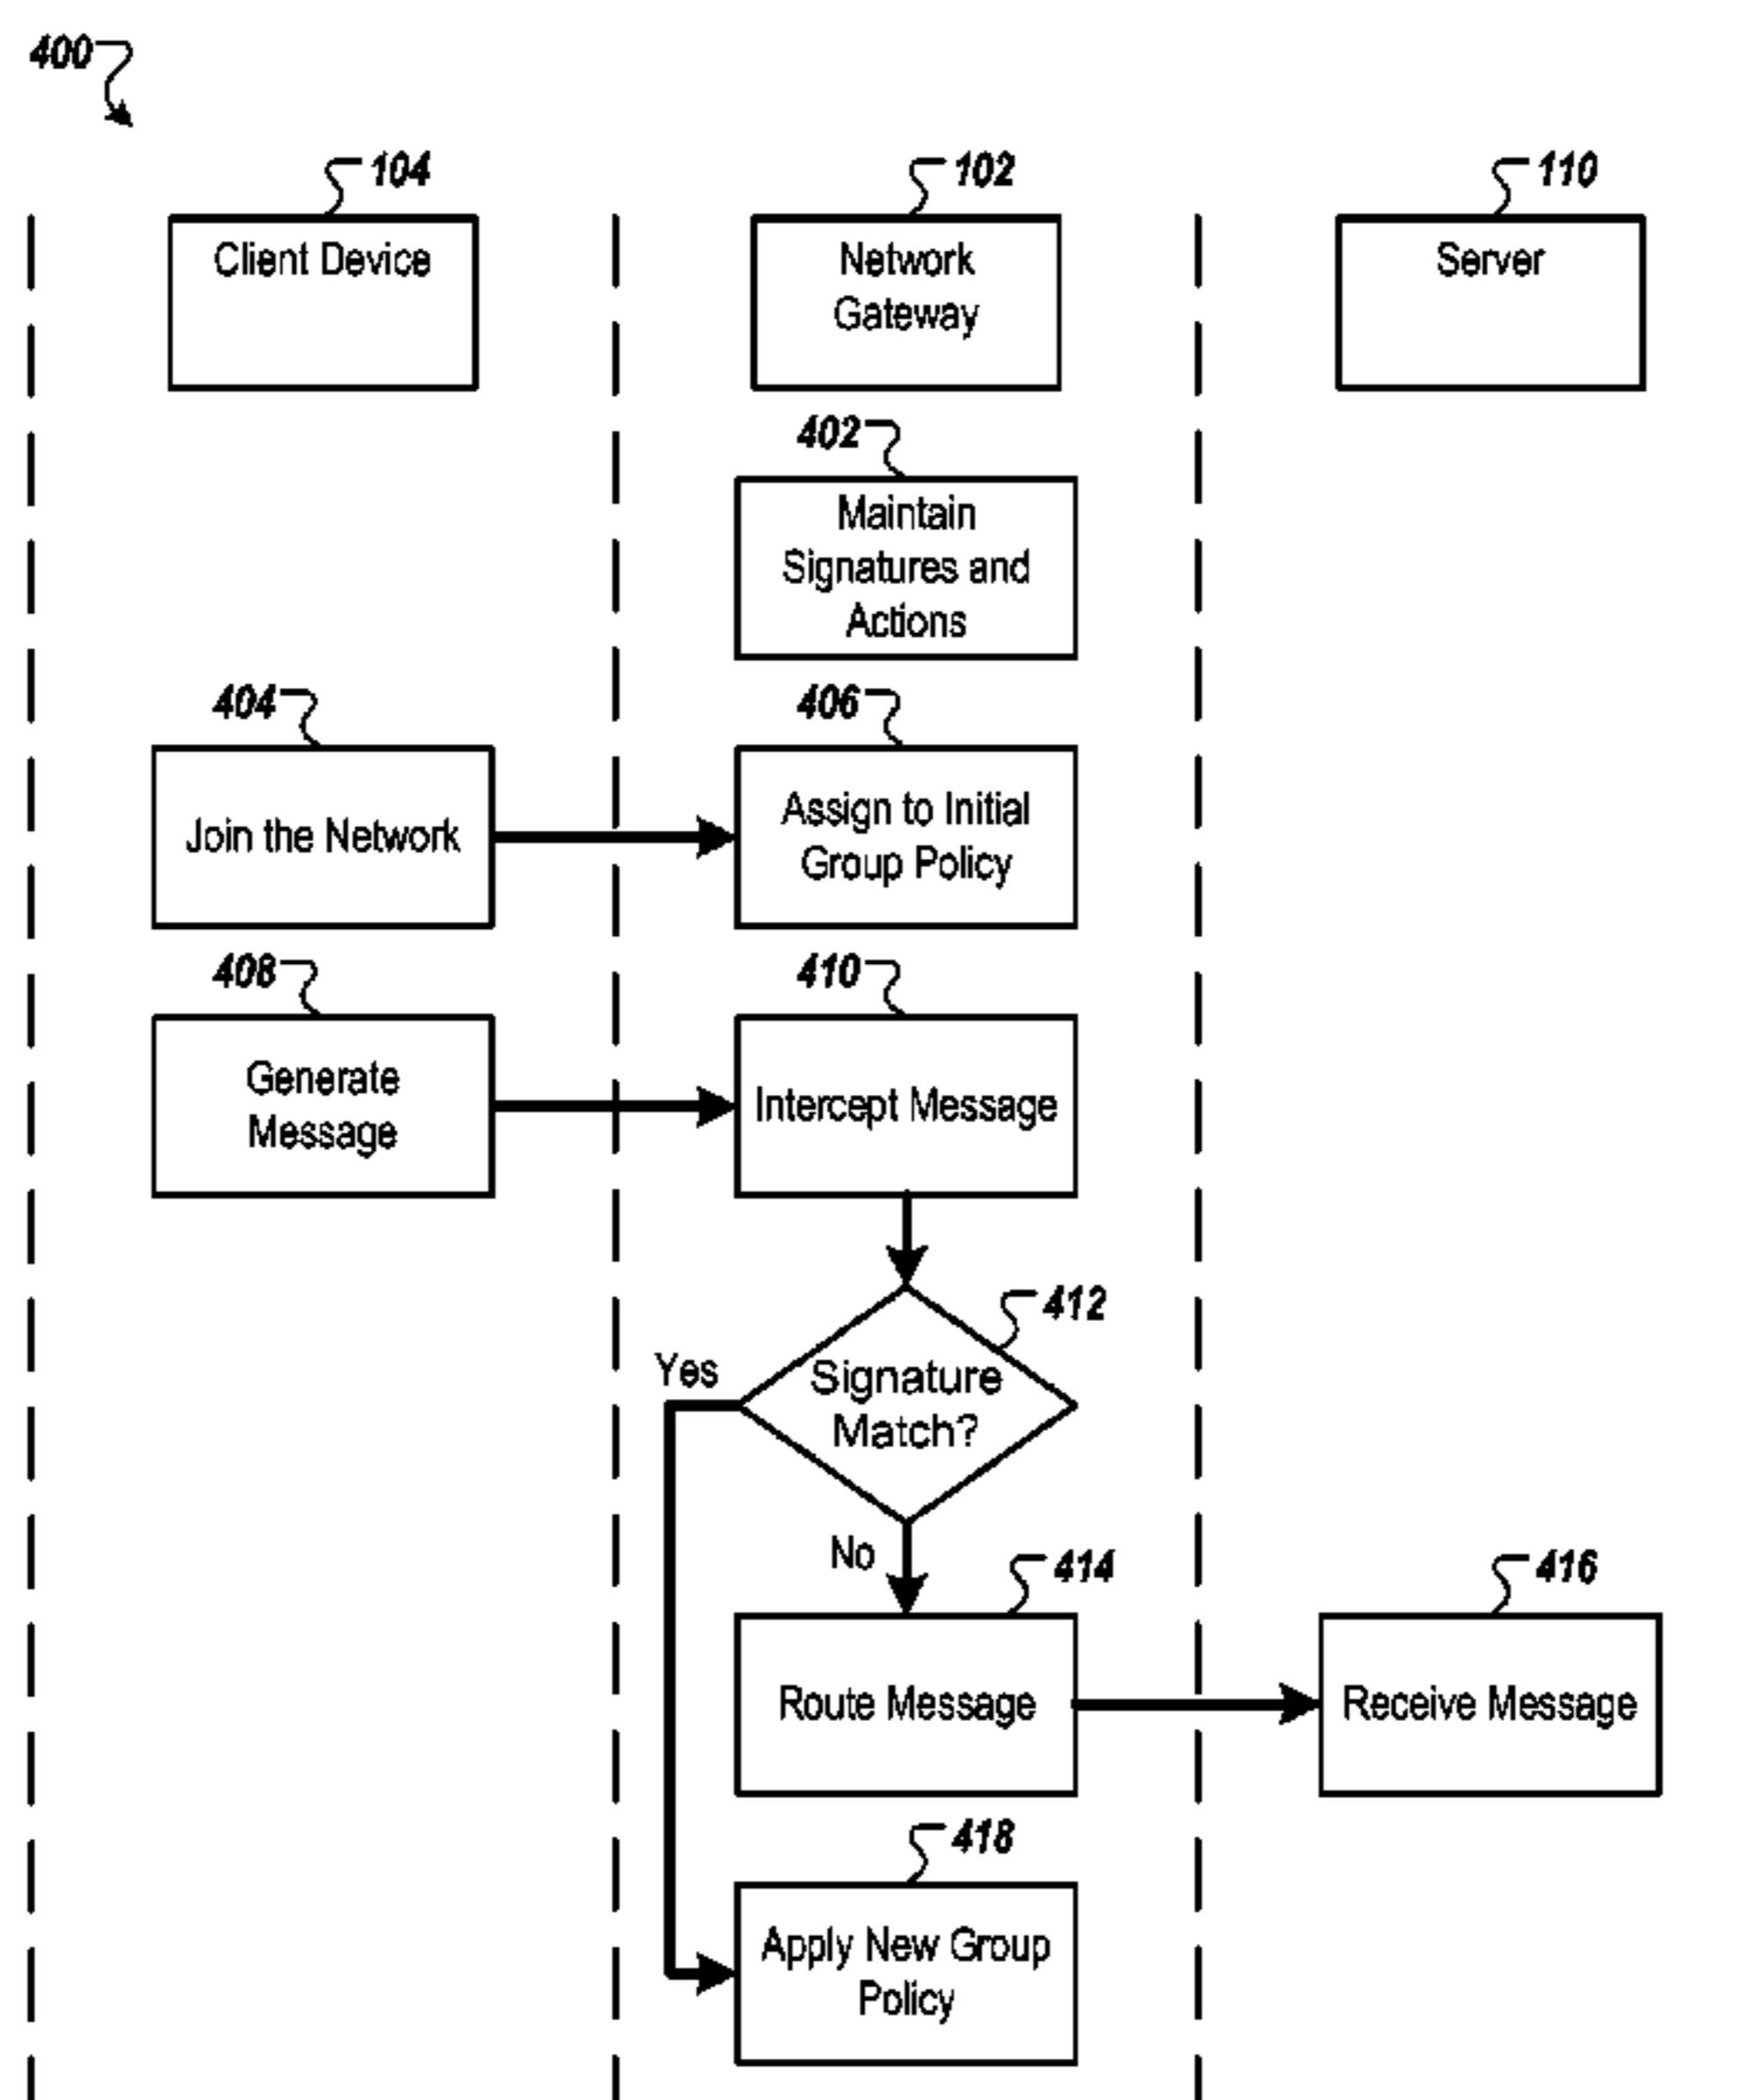 400
104
102
110
Client Device
Network
Gateway
Server
402
Maintain
Signatures and
Actions
404
406
Join the Network
Assign to Initial
Group Policy
408
410
Generate
Message
Intercept Message
412
Yes
Signature
Match?
No
414
416
Route Message
Receive Message
418
Apply New Group
Policy